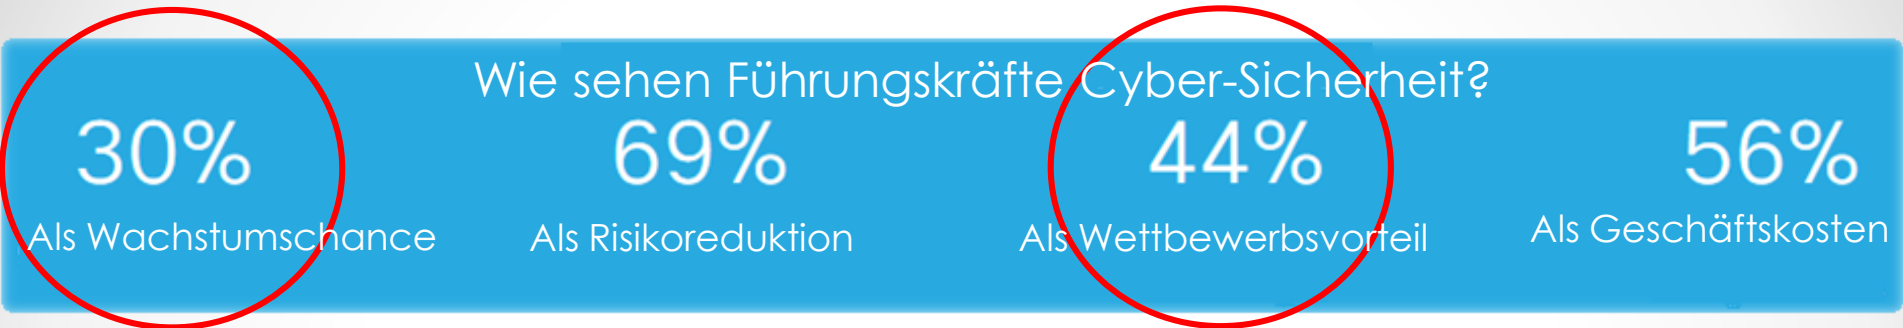 Wie sehen Führungskräfte Cyber-Sicherheit?
30%
69%
44%
56%
Als Wachstumschance
Als Risikoreduktion
Als Wettbewerbsvorteil
Als Geschäftskosten